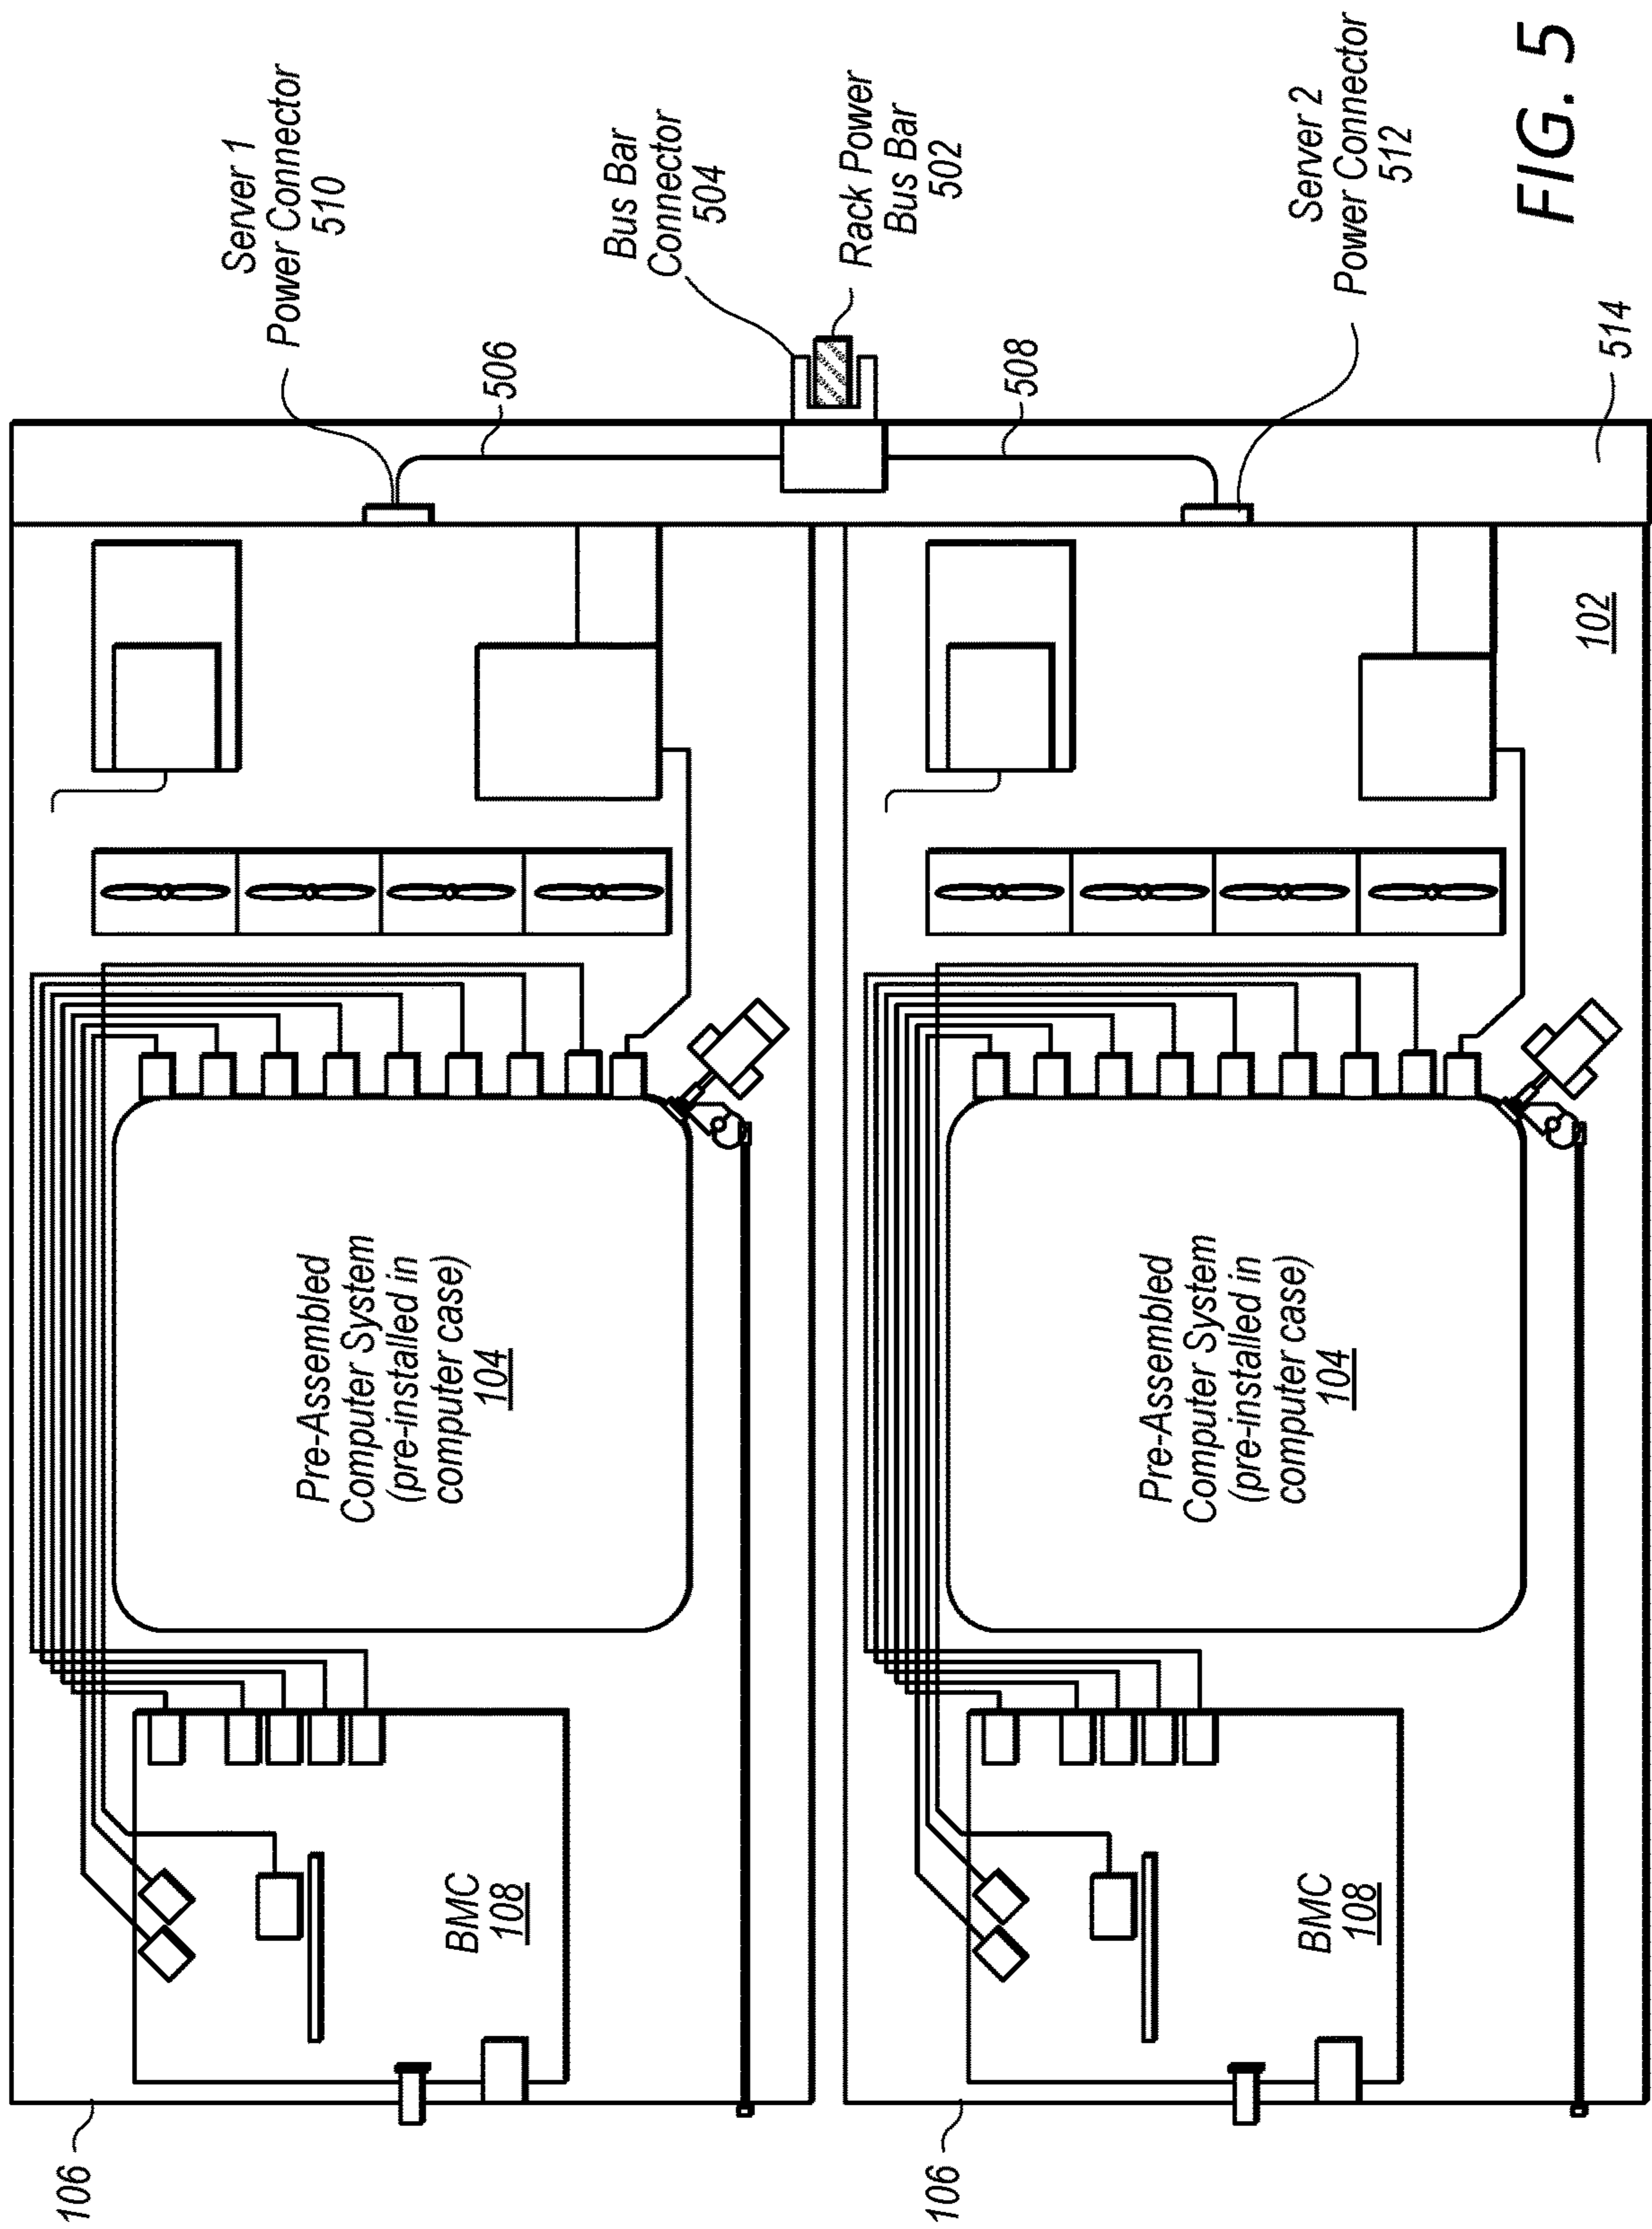 Server 1
Power Connector
510
506
Bus Bar
Connector
504
Rack Power
Bus Bar
502
508
Server 2
Power Connector
512
514
102
Pre-Assembled
Computer System
(pre-installed in
computer case)
104
Pre-Assembled
Computer System
(pre-installed in
computer case)
104
BMC
108
BMC
108
106
106
FIG. 5